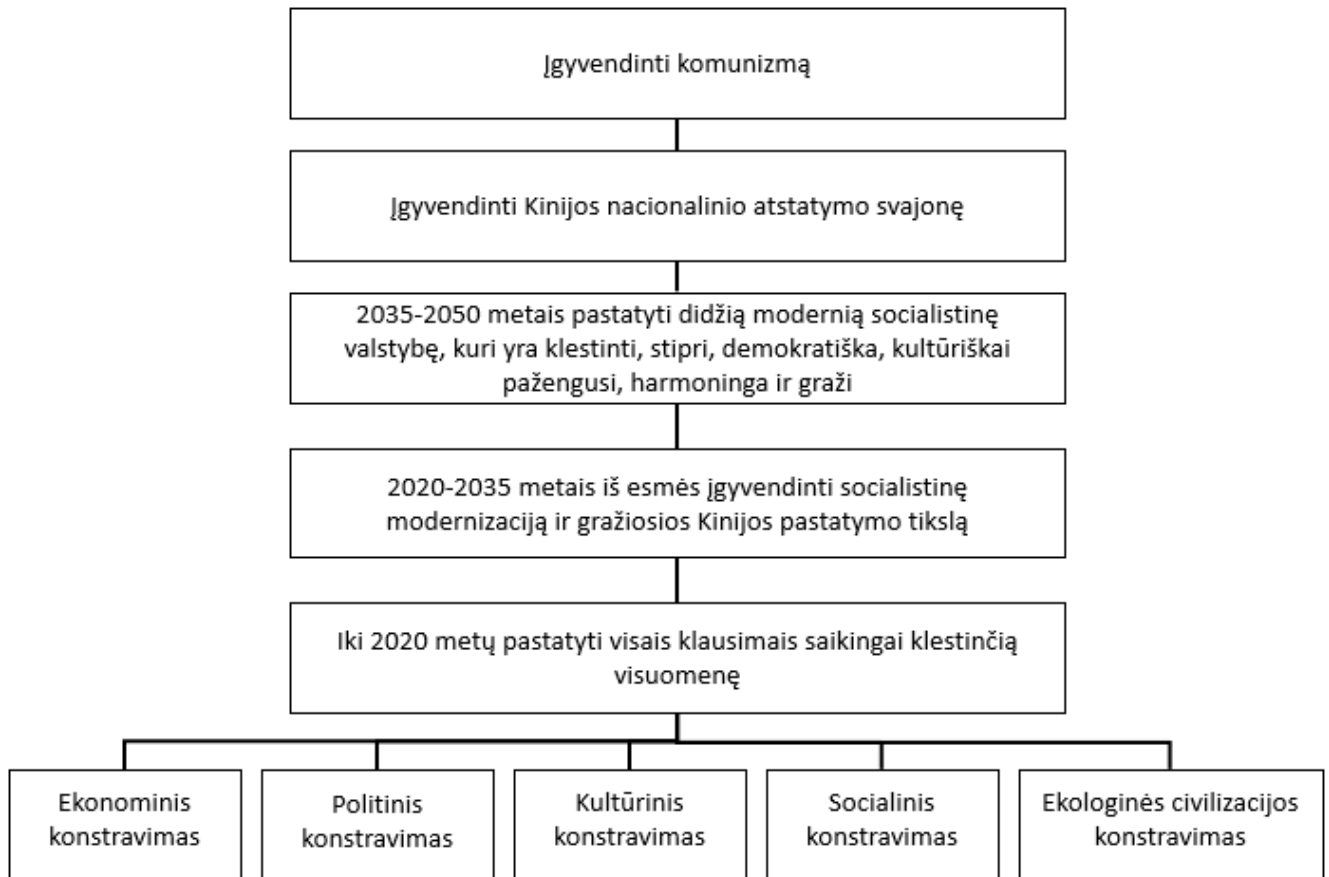 Įgyvendinti komunizmą
Įgyvendinti Kinijos nacionalinio atstatymo svajonę
2035-2050 metais pastatyti didžią modernią socialistinę
valstybę, kuri yra klestinti, stipri, demokratiška, kultūriškai
pažengusi, harmoninga ir graži
2020-2035 metais iš esmės įgyvendinti socialistinę
modernizaciją ir gražiosios Kinijos pastatymo tikslą
Iki 2020 metų pastatyti visais klausimais saikingai klestinčią
visuomenę
Ekonominis
konstravimas
Politinis
konstravimas
Kultūrinis
konstravimas
Socialinis
konstravimas
Ekologinės civilizacijos
konstravimas